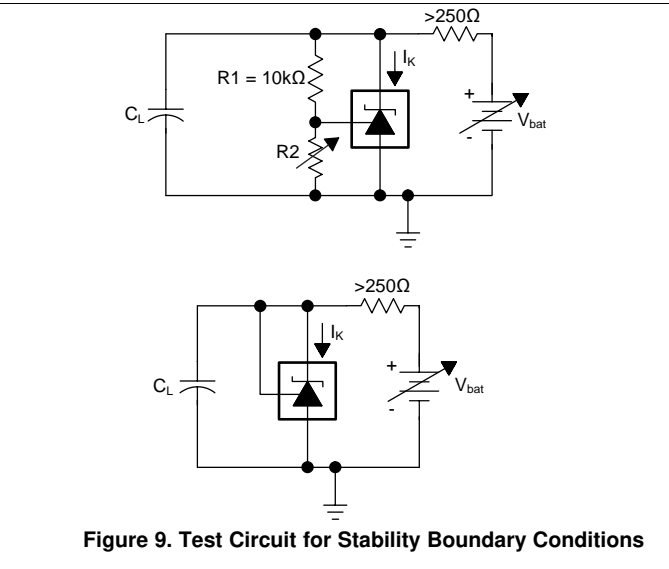 >250Ω
I_K
R1 = 10kΩ
C_L
+
V_bat
R2
-
>250Ω
I_K
+
C_L
V_bat
-
Figure 9. Test Circuit for Stability Boundary Conditions